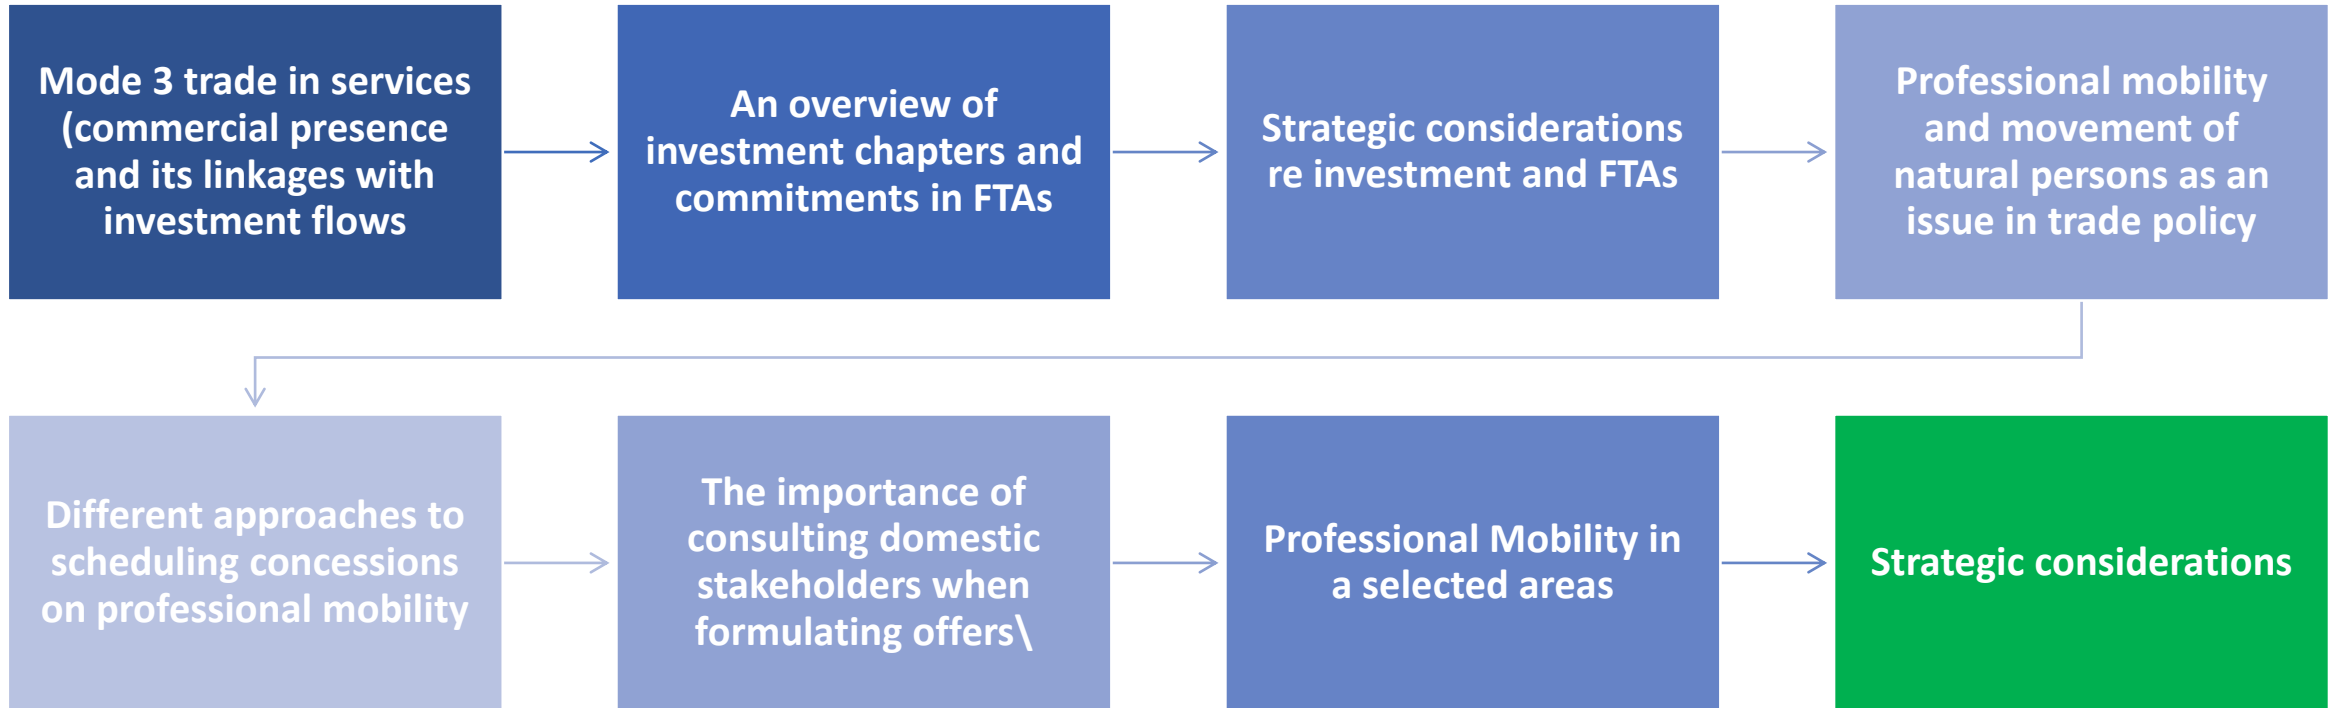 Mode 3 trade in services
(commercial presence
and its linkages with
investment flows
An overview of
investment chapters and
commitments in FTAs
Strategic considerations
re investment and FTAs
Professional mobility
and movement of
natural persons as an
issue in trade policy
Different approaches to
scheduling concessions
on professional mobility
The importance of
consulting domestic
stakeholders when
formulating offers\
Professional Mobility in
a selected areas
Strategic considerations